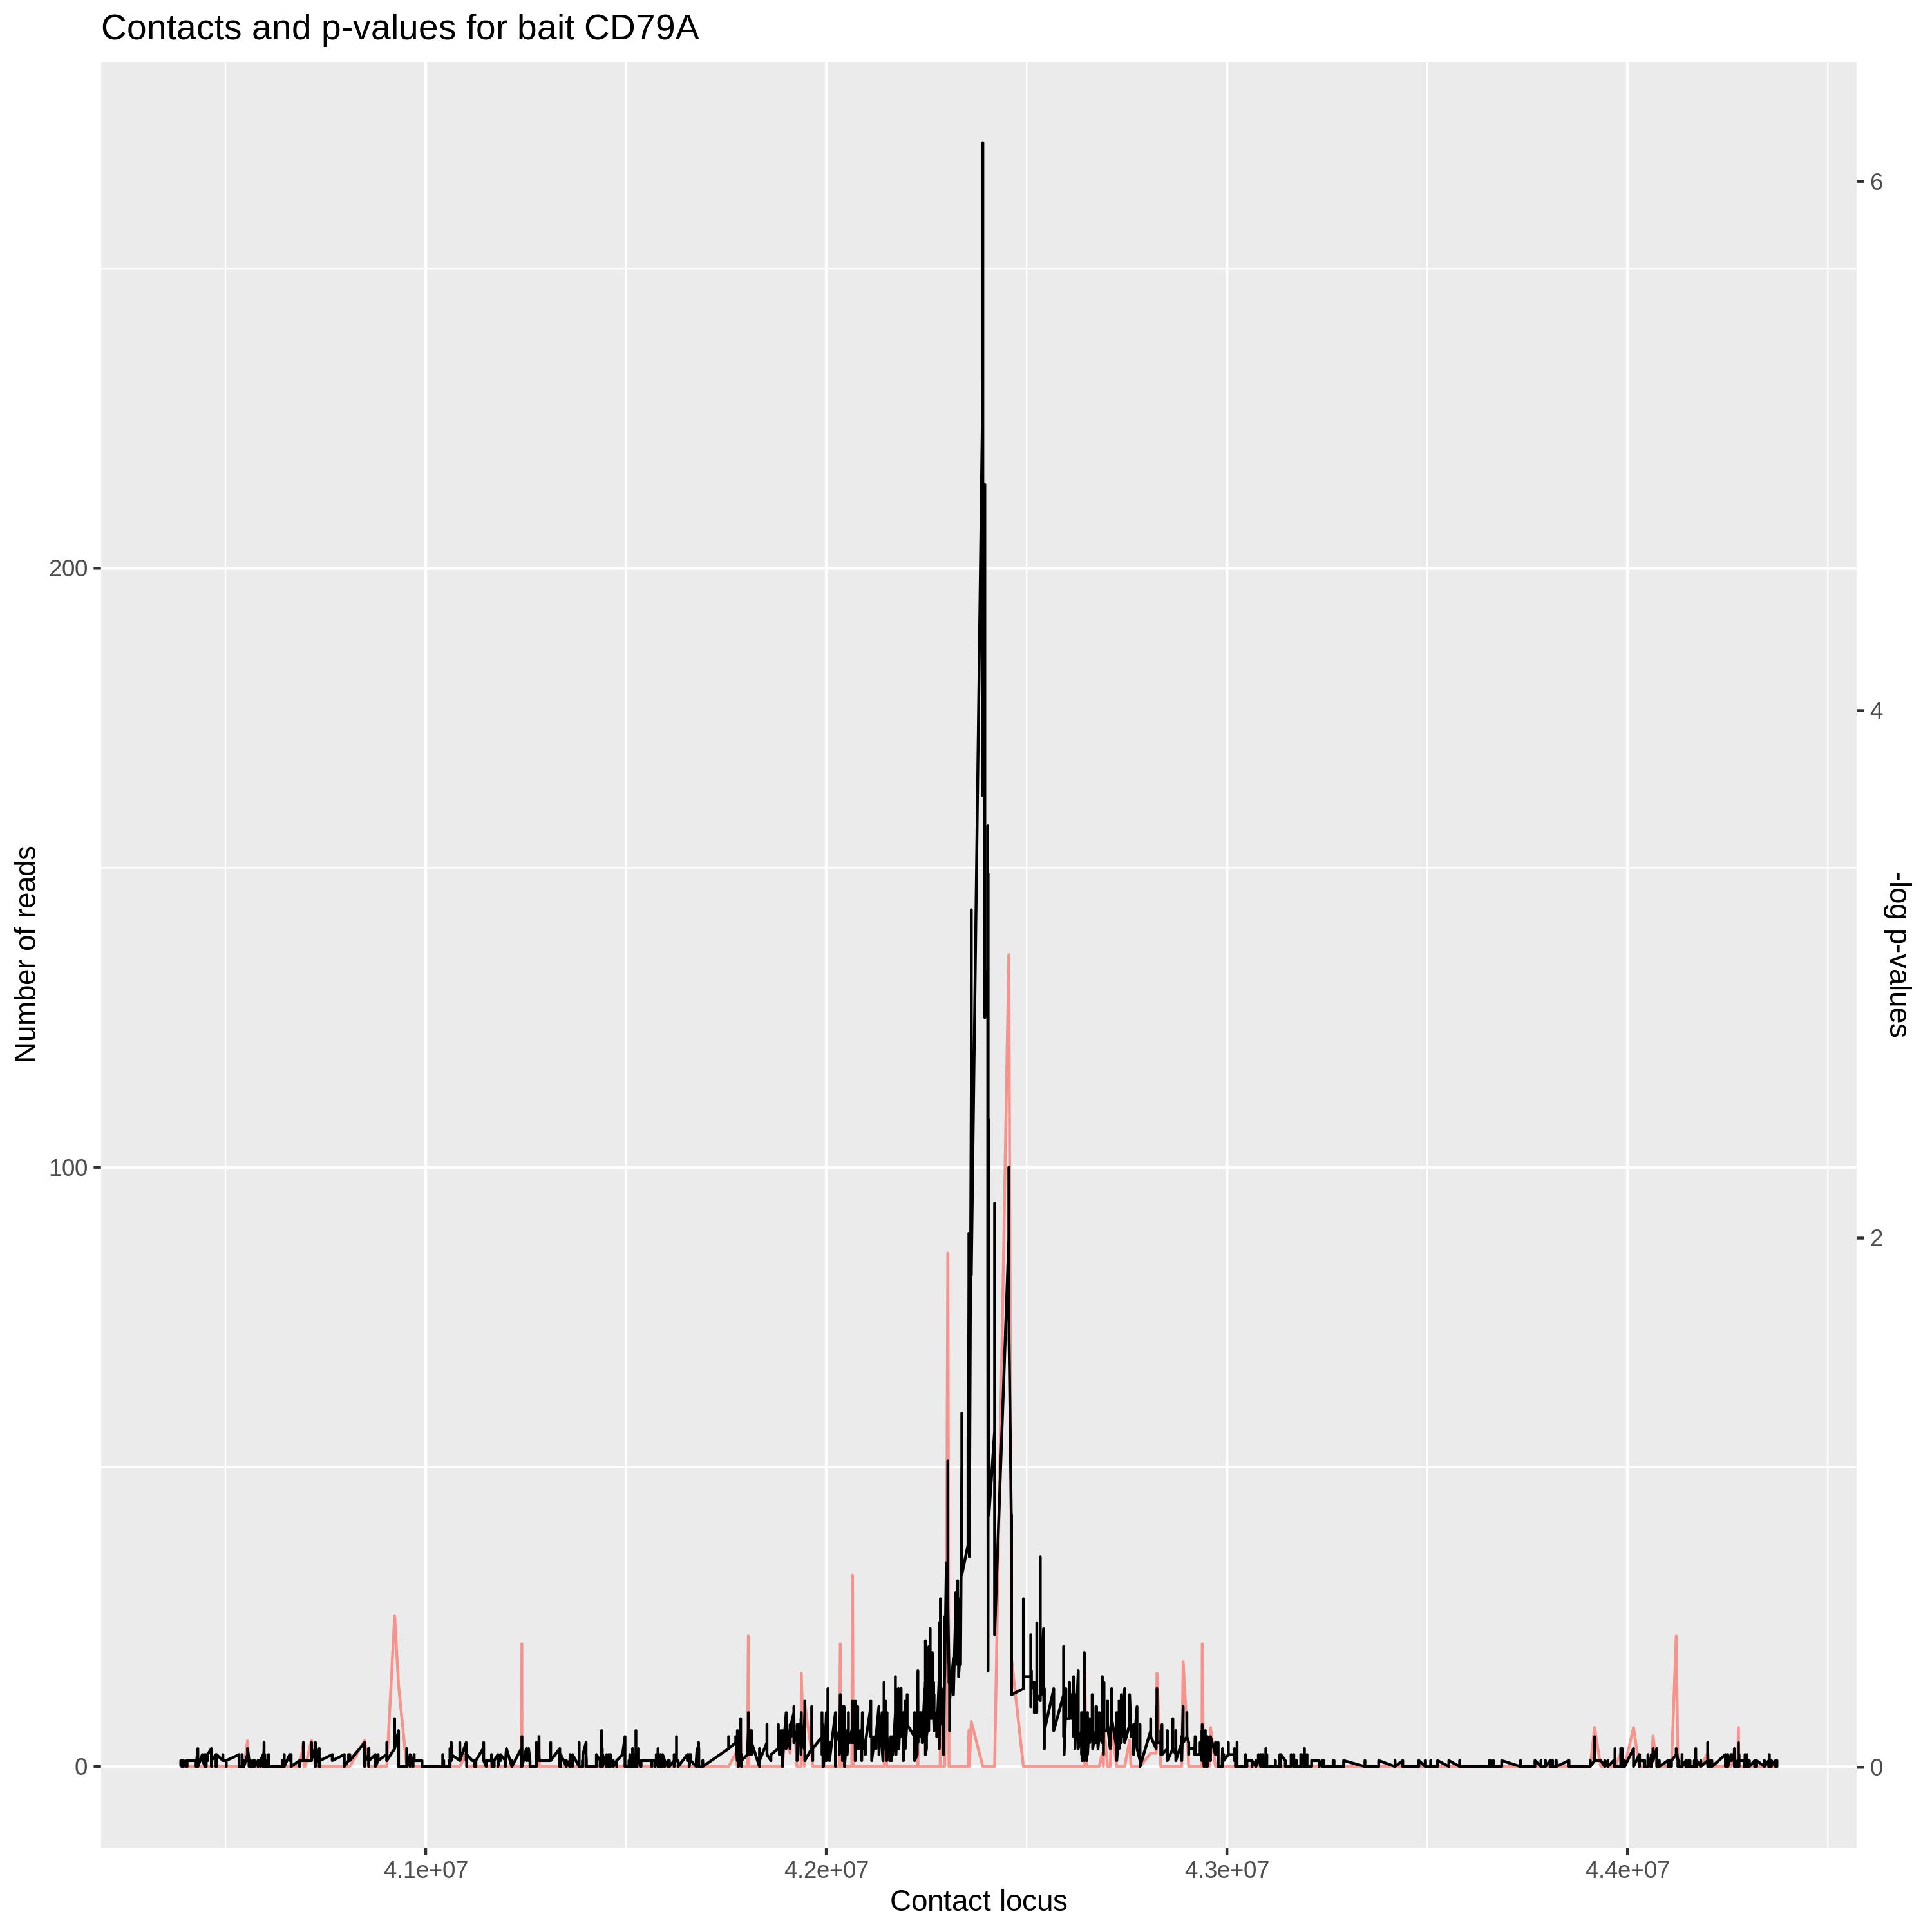 Contacts and p-values for bait CD79A
6
200
4
Number of reads
-log p-values
100
2
0
0
4.1e+07
4.2e+07
4.3e+07
4.4e+07
Contact locus